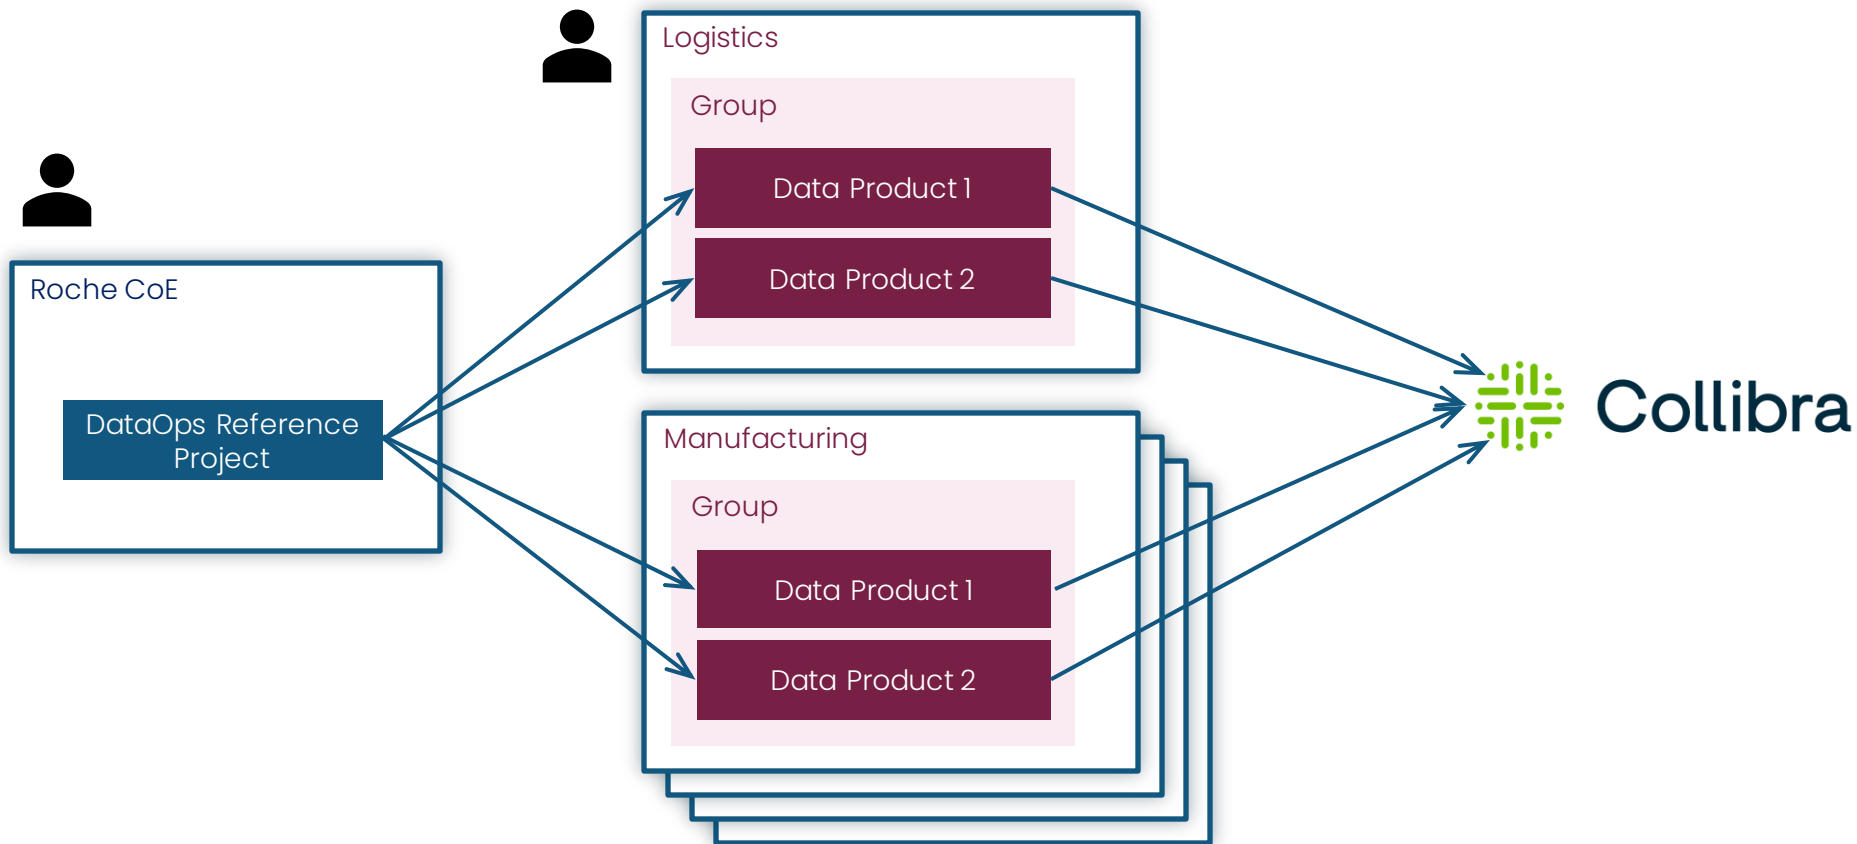 Logistics
Group
Data Product 1
Data Product 2
Roche CoE
DataOps Reference
Project
Manufacturing
Group
Data Product 1
Data Product 2
Collibra